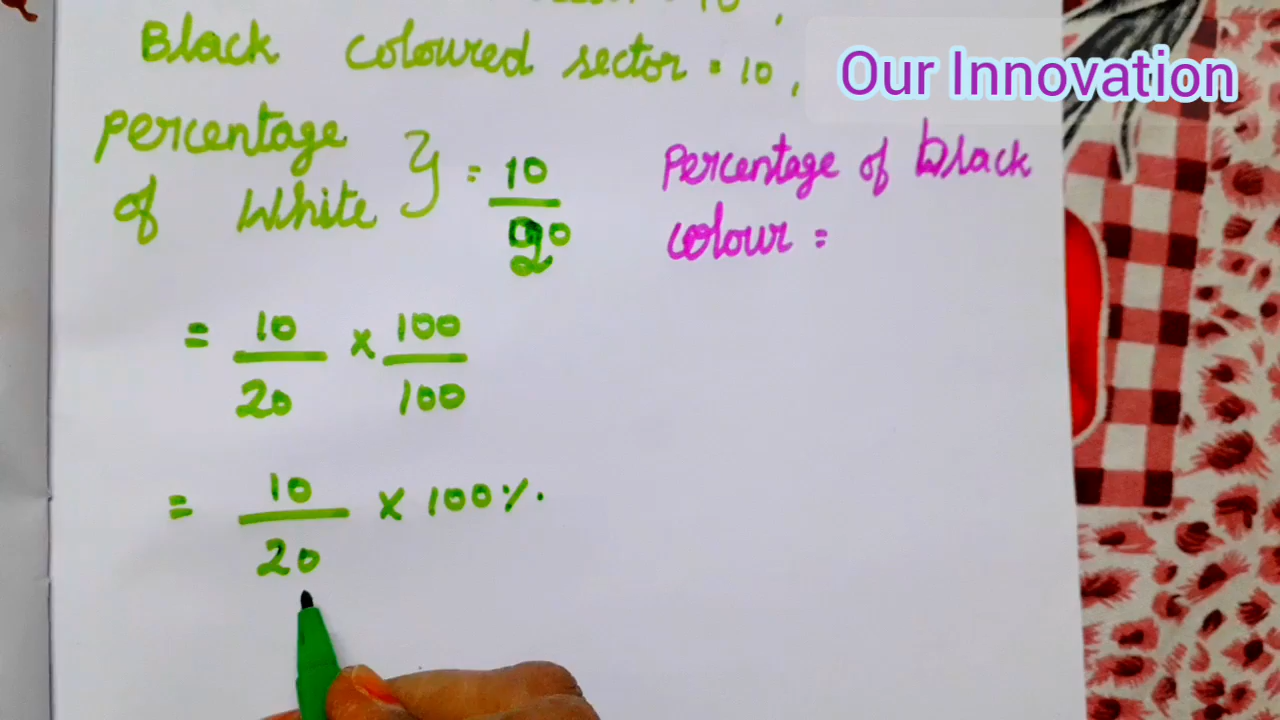 = 10,
Black coloured sector = 10,
Our Innovation
Percentage
of White } = 10/20
= 10/20 × 100/100
= 10/20 × 100%.
Percentage of black
colour =